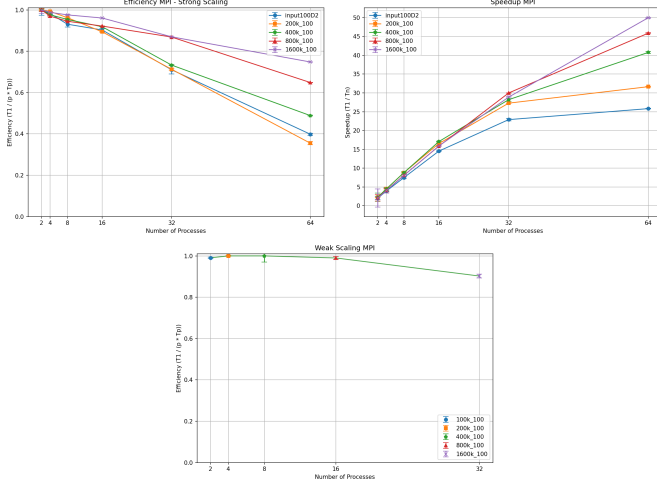 Efficiency MPI - Strong Scaling
1.0
0.8
0.6
0.4
0.2
0.0
Efficiency (T1 / (p * Tp))
input100D2
200k_100
400k_100
800k_100
1600k_100
2 4 8 16 32 64
Number of Processes
Speedup MPI
50
45
40
35
30
25
20
15
10
5
0
Speedup (T1 / Tn)
input100D2
200k_100
400k_100
800k_100
1600k_100
2 4 8 16 32 64
Number of Processes
Weak Scaling MPI
1.0
0.8
0.6
0.4
0.2
0.0
Efficiency (T1 / (p * Tp))
100k_100
200k_100
400k_100
800k_100
1600k_100
2 4 8 16 32
Number of Processes